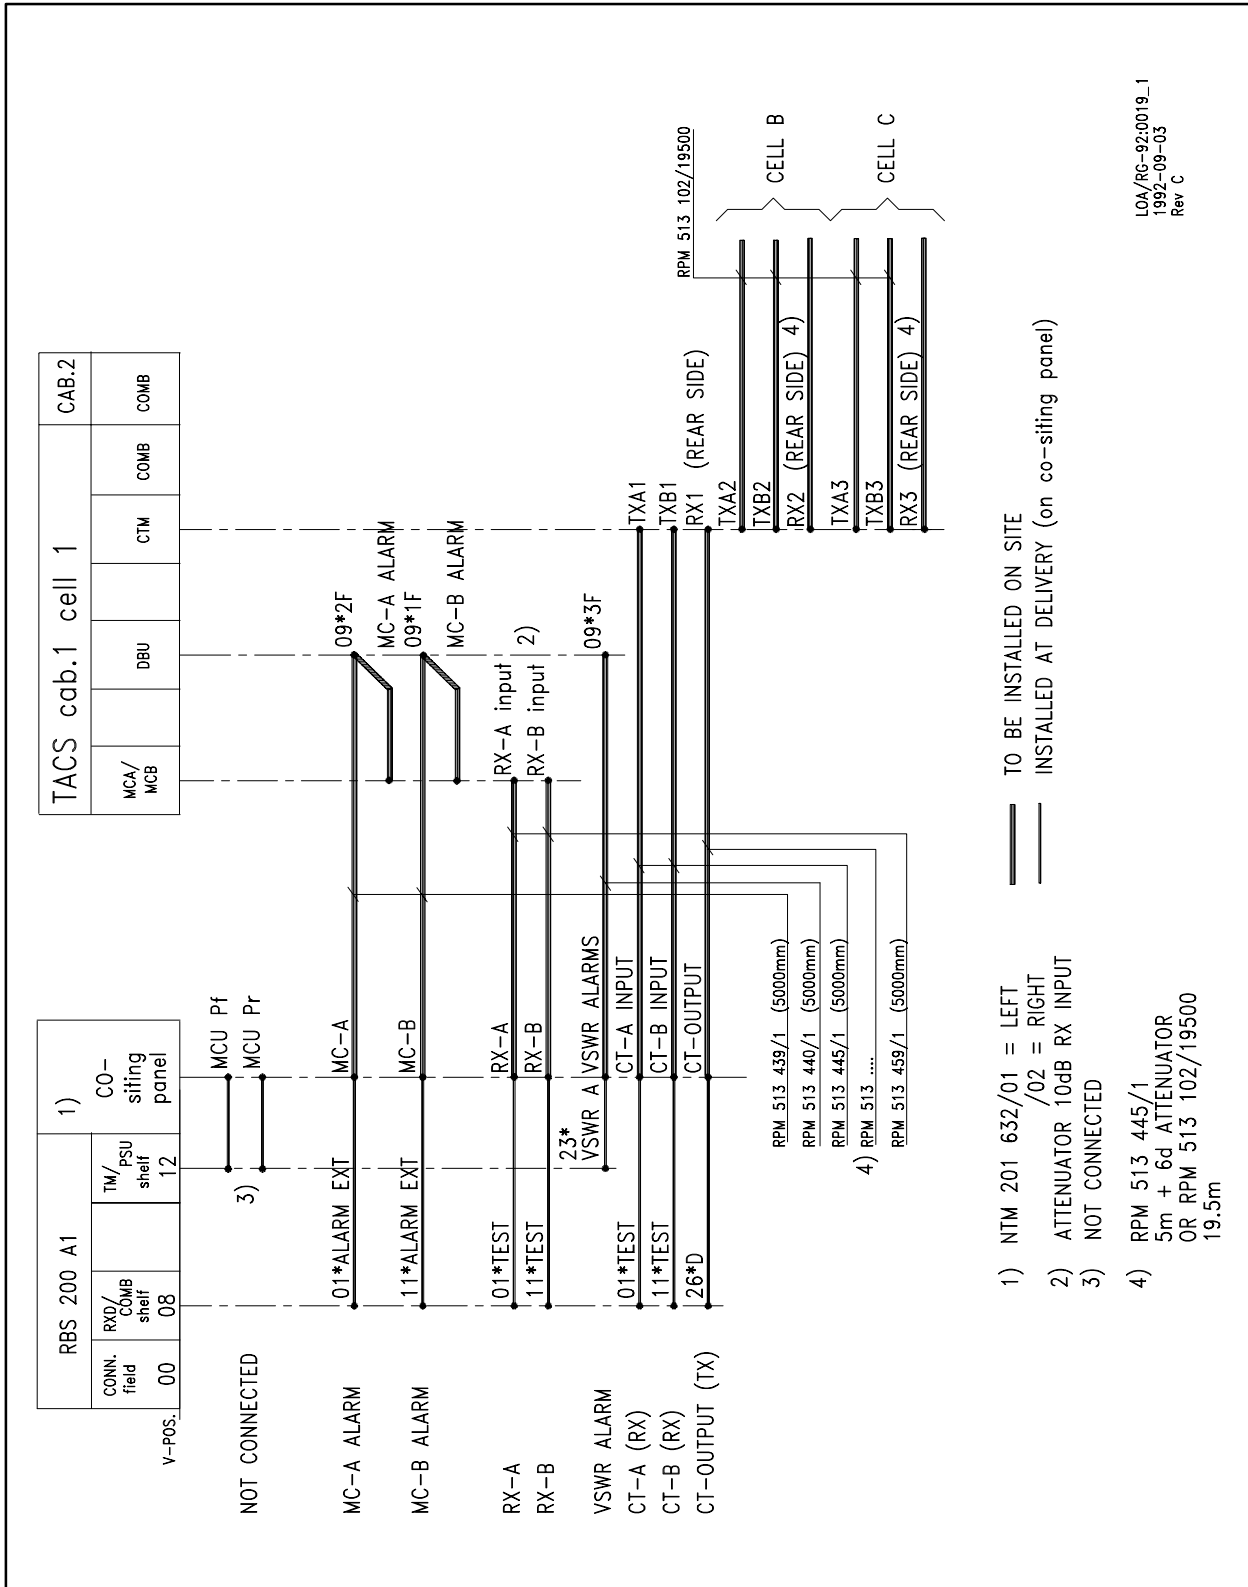 RBS 200 A1
1)
CONN.
field
00
RXD/
COMB
shelf
08
TM/
PSU
shelf
12
CO-
siting
panel
V-POS.
TACS cab.1 cell 1
CAB.2
MCA/
MCB
DBU
CTM
COMB
COMB
NOT CONNECTED
3)
MCU Pf
MCU Pr
MC-A ALARM
01*ALARM EXT
MC-A
09*2F
MC-A ALARM
MC-B ALARM
11*ALARM EXT
MC-B
09*1F
MC-B ALARM
RX-A
01*TEST
RX-A
RX-A input
RX-B
11*TEST
RX-B
RX-B input
2)
VSWR ALARM
23*
VSWR A
VSWR ALARMS
09*3F
CT-A (RX)
01*TEST
CT-A INPUT
TXA1
CT-B (RX)
11*TEST
CT-B INPUT
TXB1
CT-OUTPUT (TX)
26*D
CT-OUTPUT
RX1 (REAR SIDE)
TXA2
TXB2
RX2 (REAR SIDE) 4)
TXA3
TXB3
RX3 (REAR SIDE) 4)
RPM 513 102/19500
CELL B
CELL C
RPM 513 439/1 (5000mm)
RPM 513 440/1 (5000mm)
RPM 513 445/1 (5000mm)
4) RPM 513 ....
RPM 513 459/1 (5000mm)
1) NTM 201 632/01 = LEFT
/02 = RIGHT
2) ATTENUATOR 10dB RX INPUT
3) NOT CONNECTED
4) RPM 513 445/1
5m + 6d ATTENUATOR
OR RPM 513 102/19500
19.5m
TO BE INSTALLED ON SITE
INSTALLED AT DELIVERY (on co-siting panel)
LOA/RG-92:0019_1
1992-09-03
Rev C